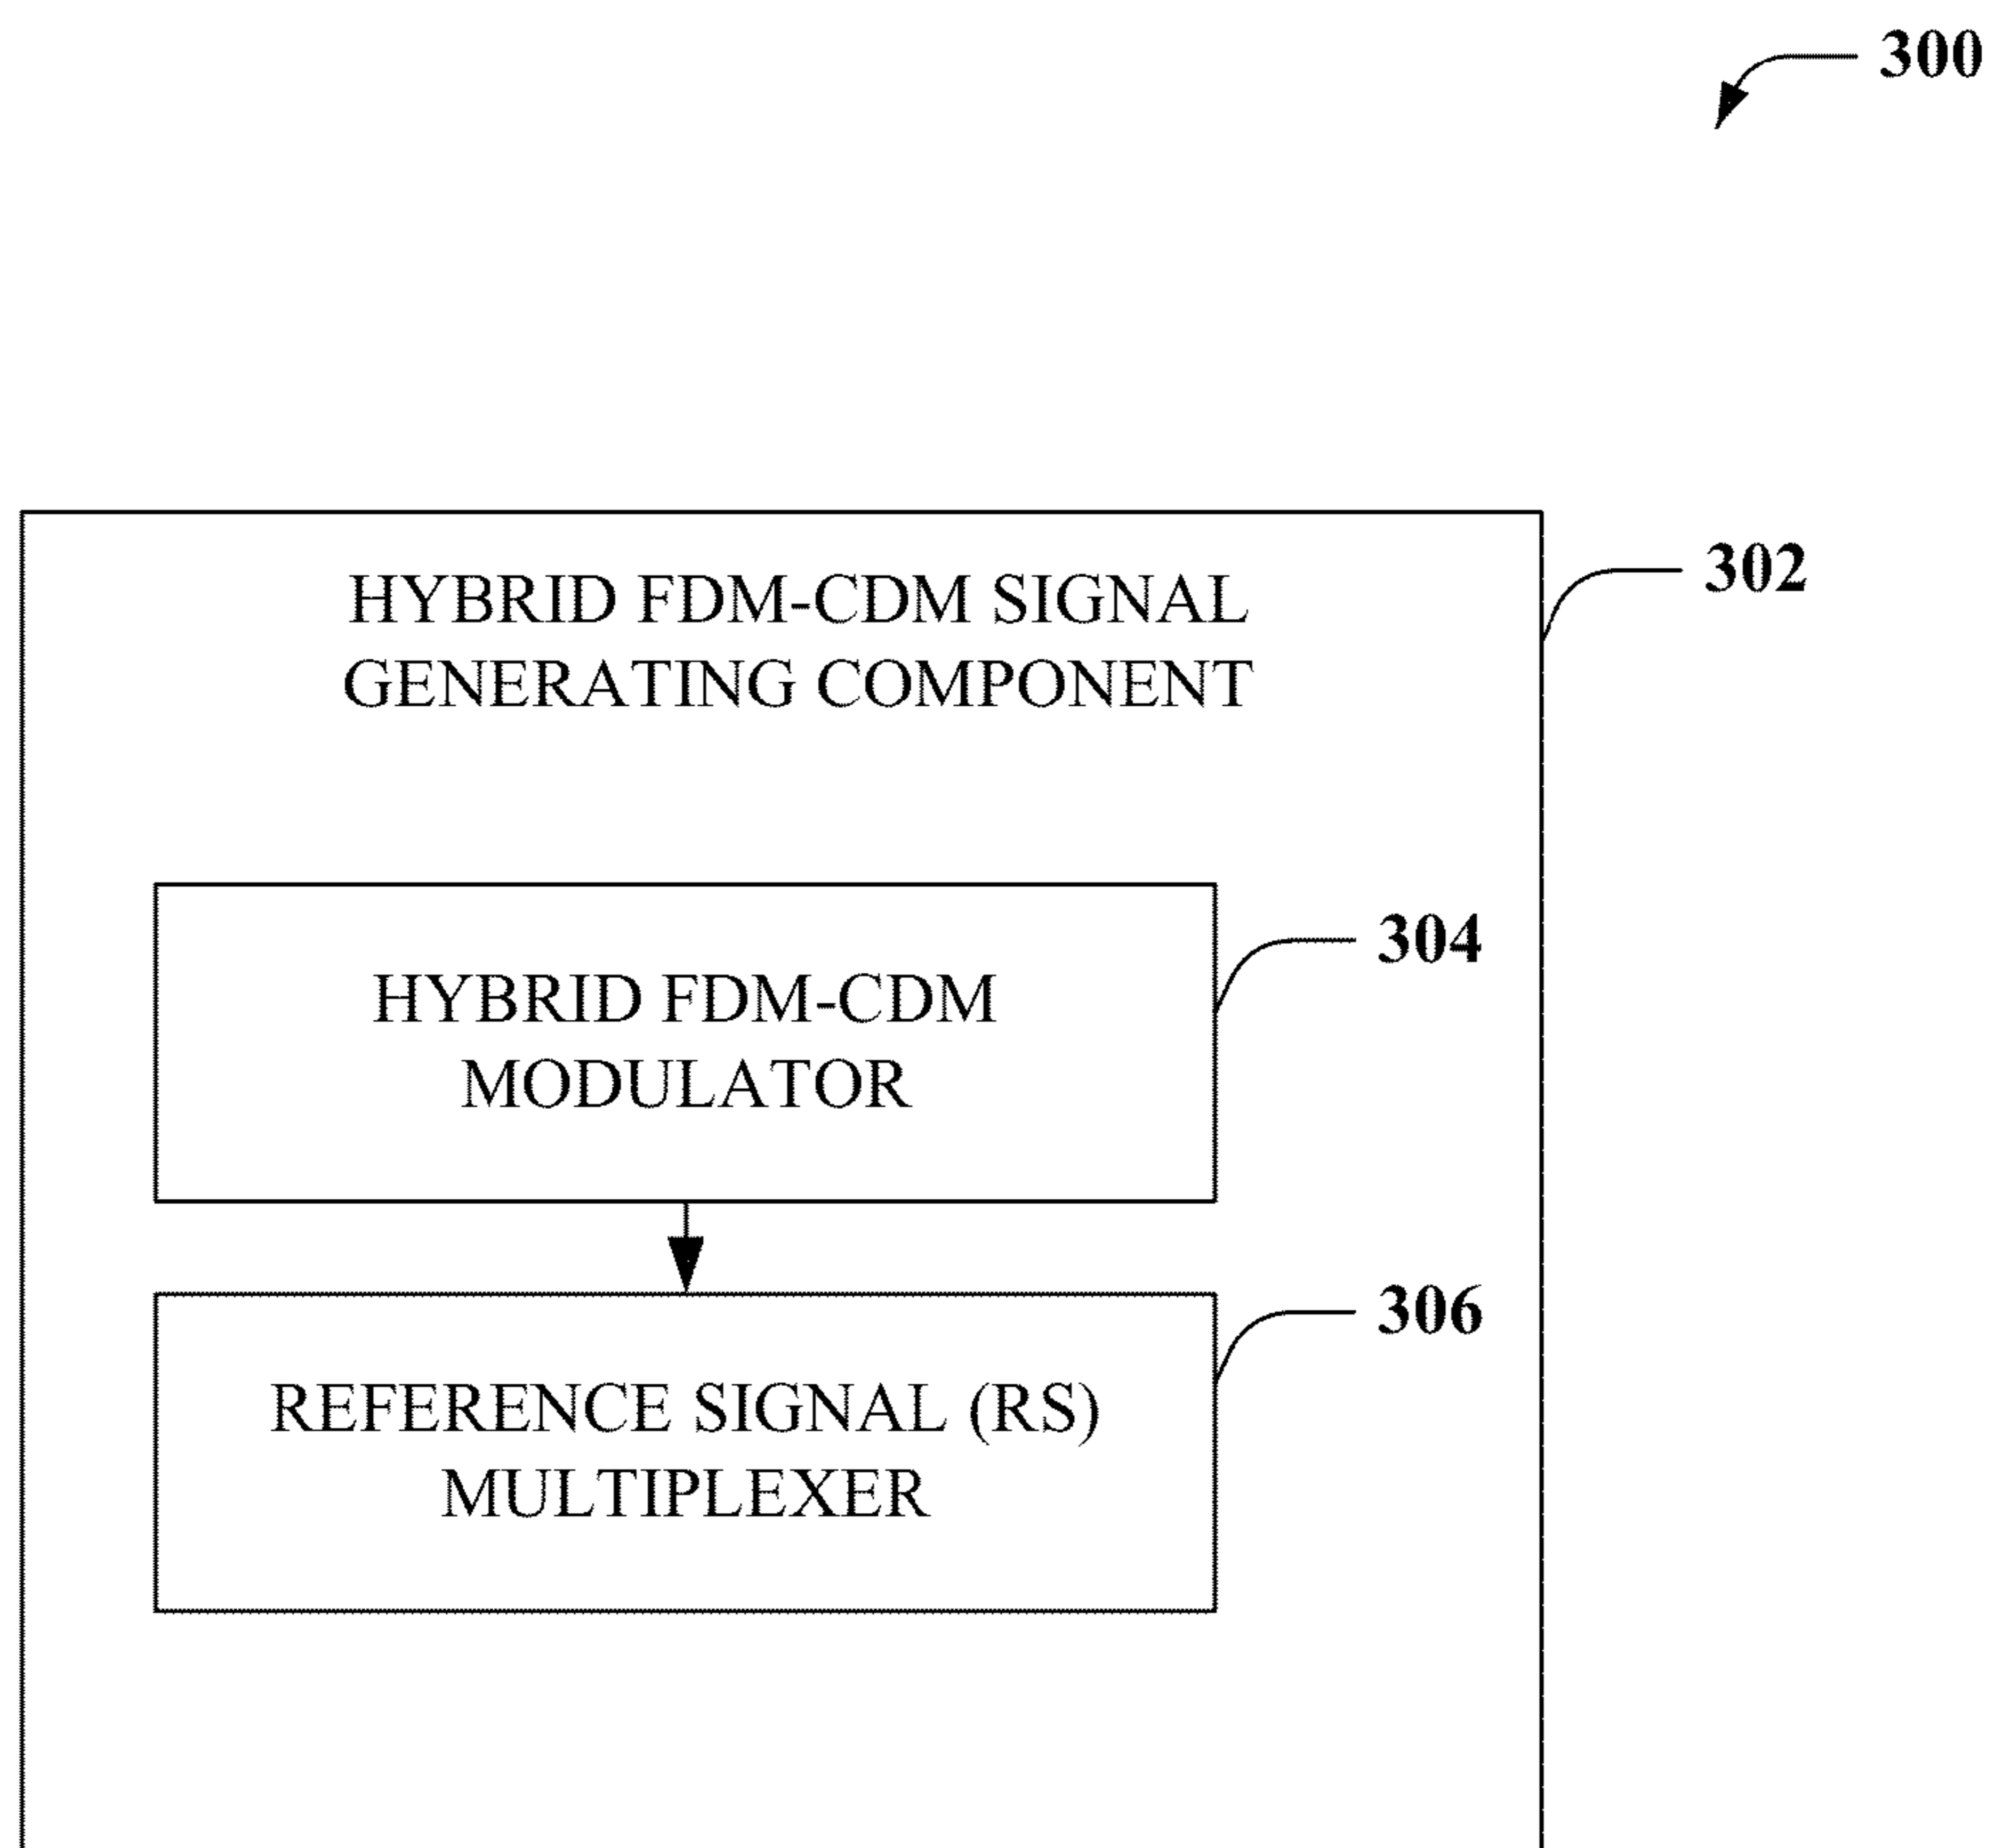 300
HYBRID FDM-CDM SIGNAL
GENERATING COMPONENT
302
HYBRID FDM-CDM
MODULATOR
304
REFERENCE SIGNAL (RS)
MULTIPLEXER
306